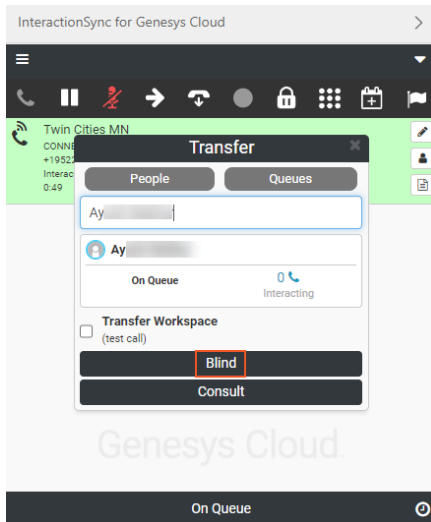 InteractionSync for Genesys Cloud
Twin Cities MN
CONNE
+19522
Interac
0:49
Transfer
People
Queues
Ay
Ay
On Queue
0
Interacting
Transfer Workspace
(test call)
Blind
Consult
Genesys Cloud
On Queue